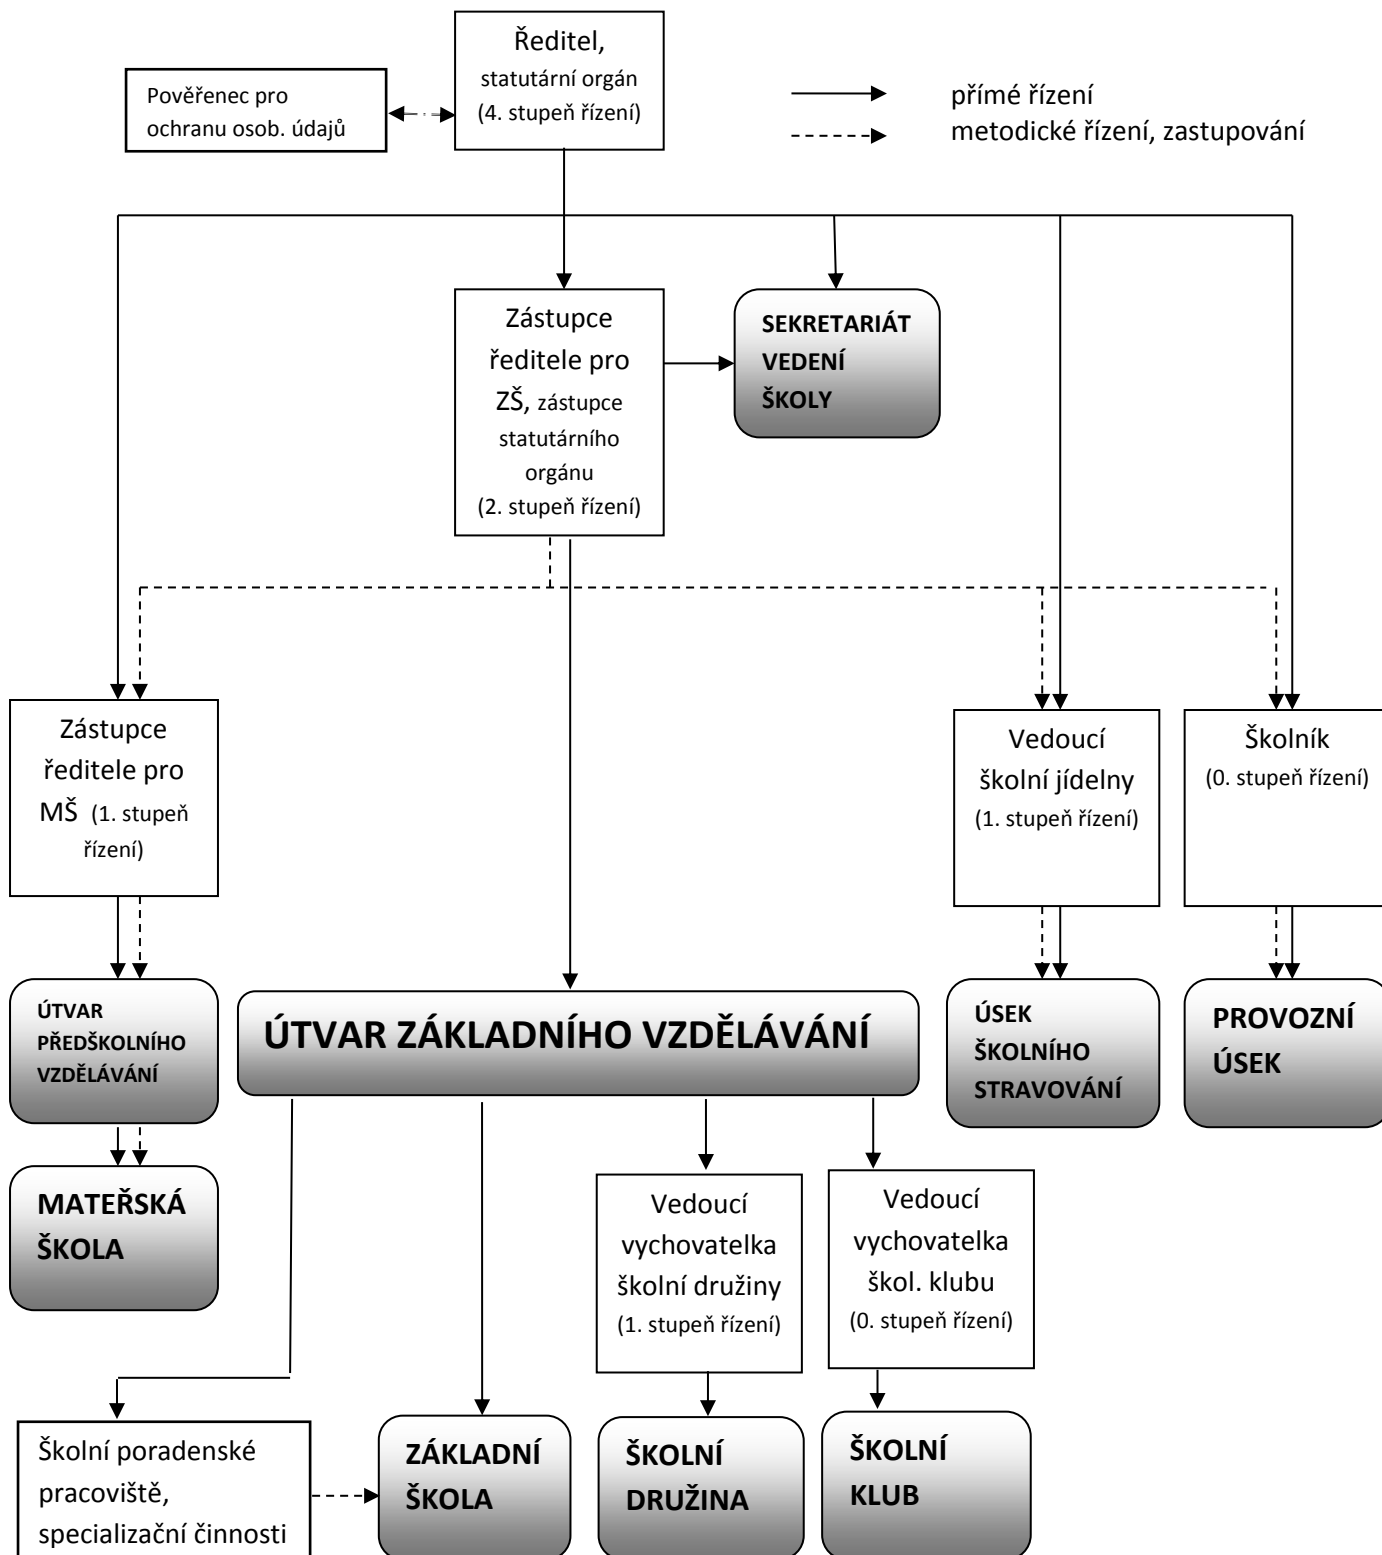 Ředitel,
statutární orgán
(4. stupeň řízení)
Pověřenec pro
ochranu osob. údajů
přímé řízení
metodické řízení, zastupování
Zástupce
ředitele pro
ZŠ, zástupce
statutárního
orgánu
(2. stupeň řízení)
SEKRETARIÁT
VEDENÍ
ŠKOLY
Zástupce
ředitele pro
MŠ (1. stupeň
řízení)
Vedoucí
školní jídelny
(1. stupeň řízení)
Školník
(0. stupeň řízení)
ÚTVAR
PŘEDŠKOLNÍHO
VZDĚLÁVÁNÍ
ÚTVAR ZÁKLADNÍHO VZDĚLÁVÁNÍ
ÚSEK
ŠKOLNÍHO
STRAVOVÁNÍ
PROVOZNÍ
ÚSEK
MATEŘSKÁ
ŠKOLA
Vedoucí
vychovatelka
školní družiny
(1. stupeň řízení)
Vedoucí
vychovatelka
škol. klubu
(0. stupeň řízení)
Školní poradenské
pracoviště,
specializační činnosti
ZÁKLADNÍ
ŠKOLA
ŠKOLNÍ
DRUŽINA
ŠKOLNÍ
KLUB